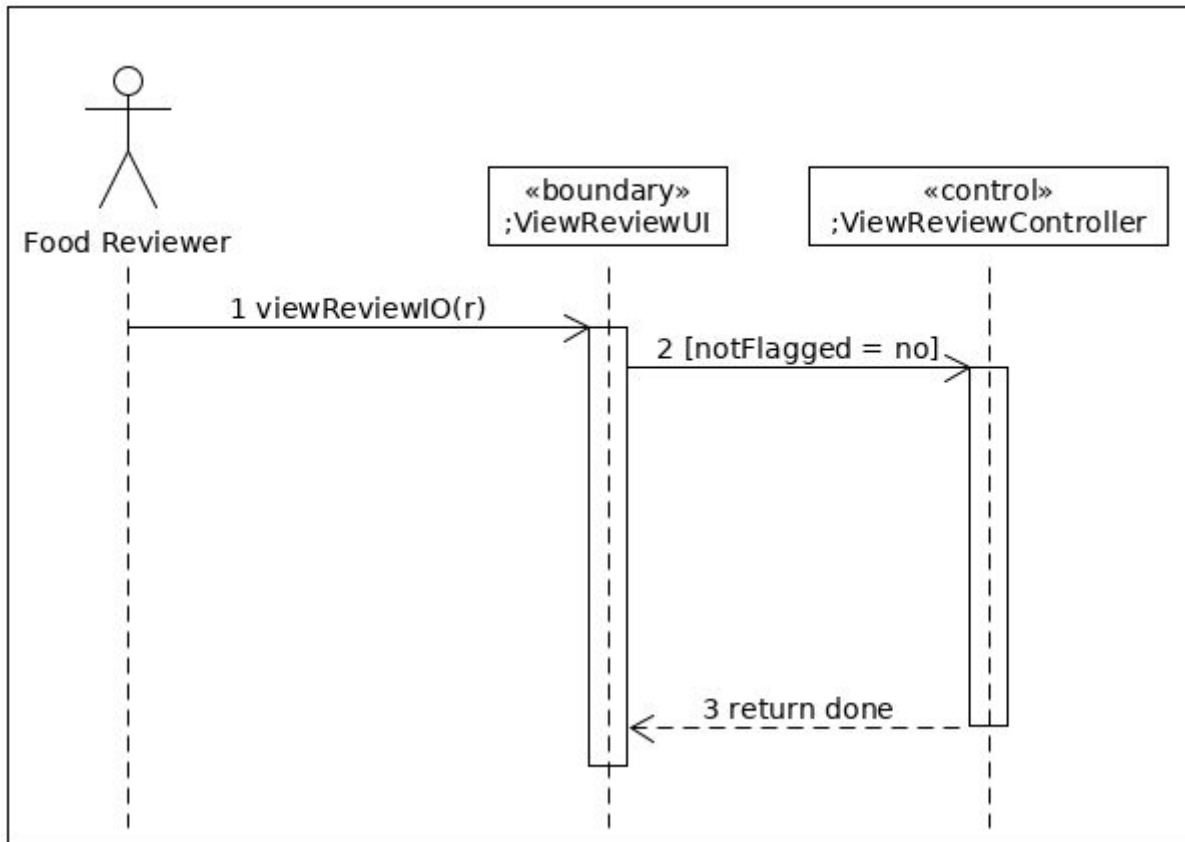 Food Reviewer
«boundary»
;ViewReviewUI
«control»
;ViewReviewController
1 viewReviewIO(r)
2 [notFlagged = no]
3 return done